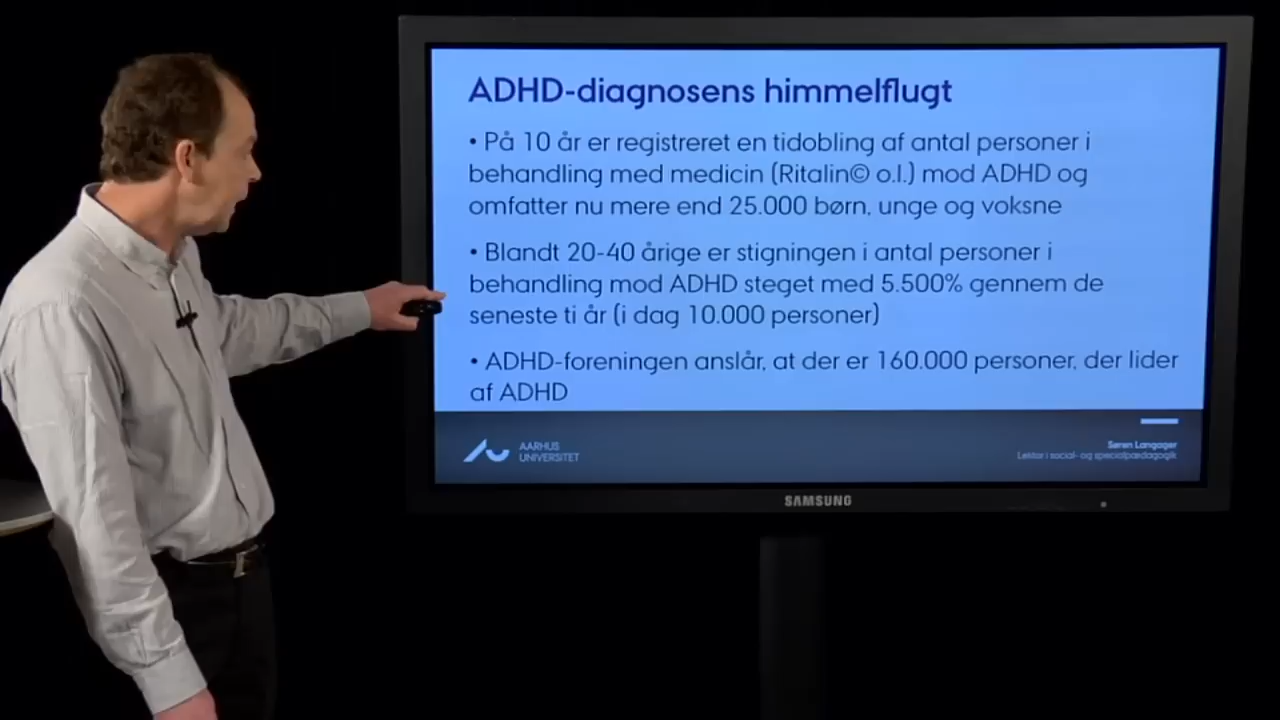 ADHD-diagnosens himmelflugt
• På 10 år er registreret en tidobling af antal personer i
behandling med medicin (Ritalin© o.l.) mod ADHD og
omfatter nu mere end 25.000 børn, unge og voksne
• Blandt 20-40 årige er stigningen i antal personer i
behandling mod ADHD steget med 5.500% gennem de
seneste ti år (i dag 10.000 personer)
• ADHD-foreningen anslår, at der er 160.000 personer, der lider
af ADHD
AARHUS
UNIVERSITET
Søren Langager
Lektor i social- og specialpædagogik
SAMSUNG